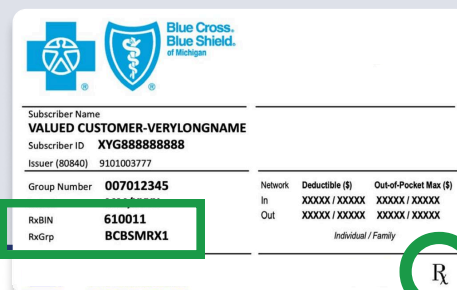 Blue Cross®
Blue Shield®
of Michigan
® ®
Subscriber Name
VALUED CUSTOMER-VERYLONGNAME
Subscriber ID XYG888888888
Issuer (80840) 9101003777
Group Number 007012345
RxBIN 610011
RxGrp BCBSMRX1
Network Deductible ($) Out-of-Pocket Max ($)
In XXXXX / XXXXX XXXXX / XXXXX
Out XXXXX / XXXXX XXXXX / XXXXX
Individual / Family
℞